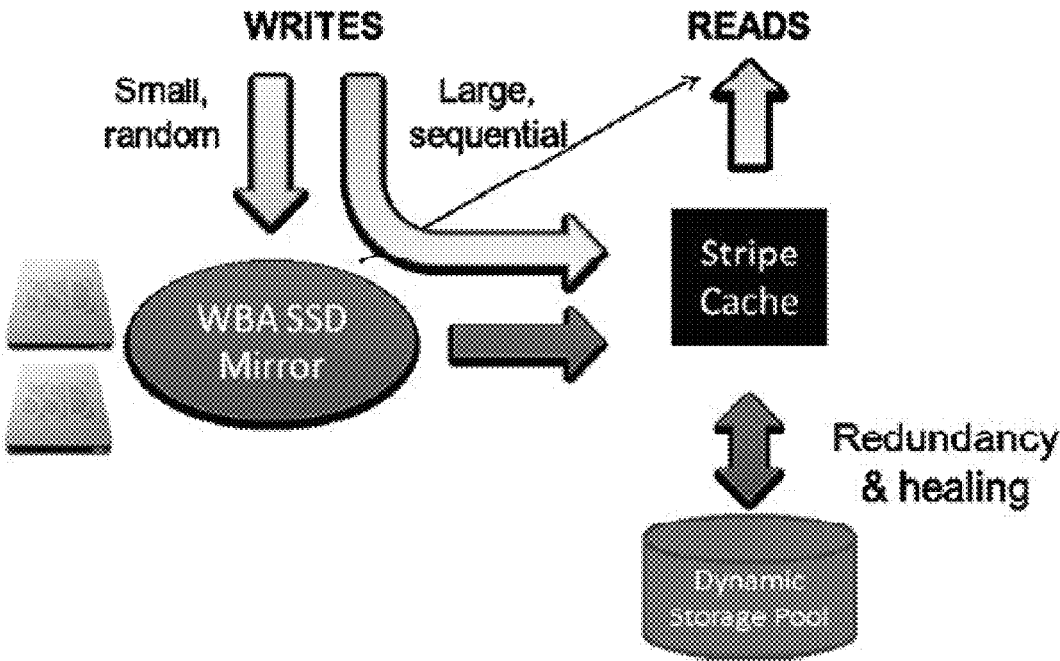 WRITES
READS
Small,
random
Large,
sequential
WBA SSD
Mirror
Stripe
Cache
Redundancy
& healing
Dynamic
Storage Pool